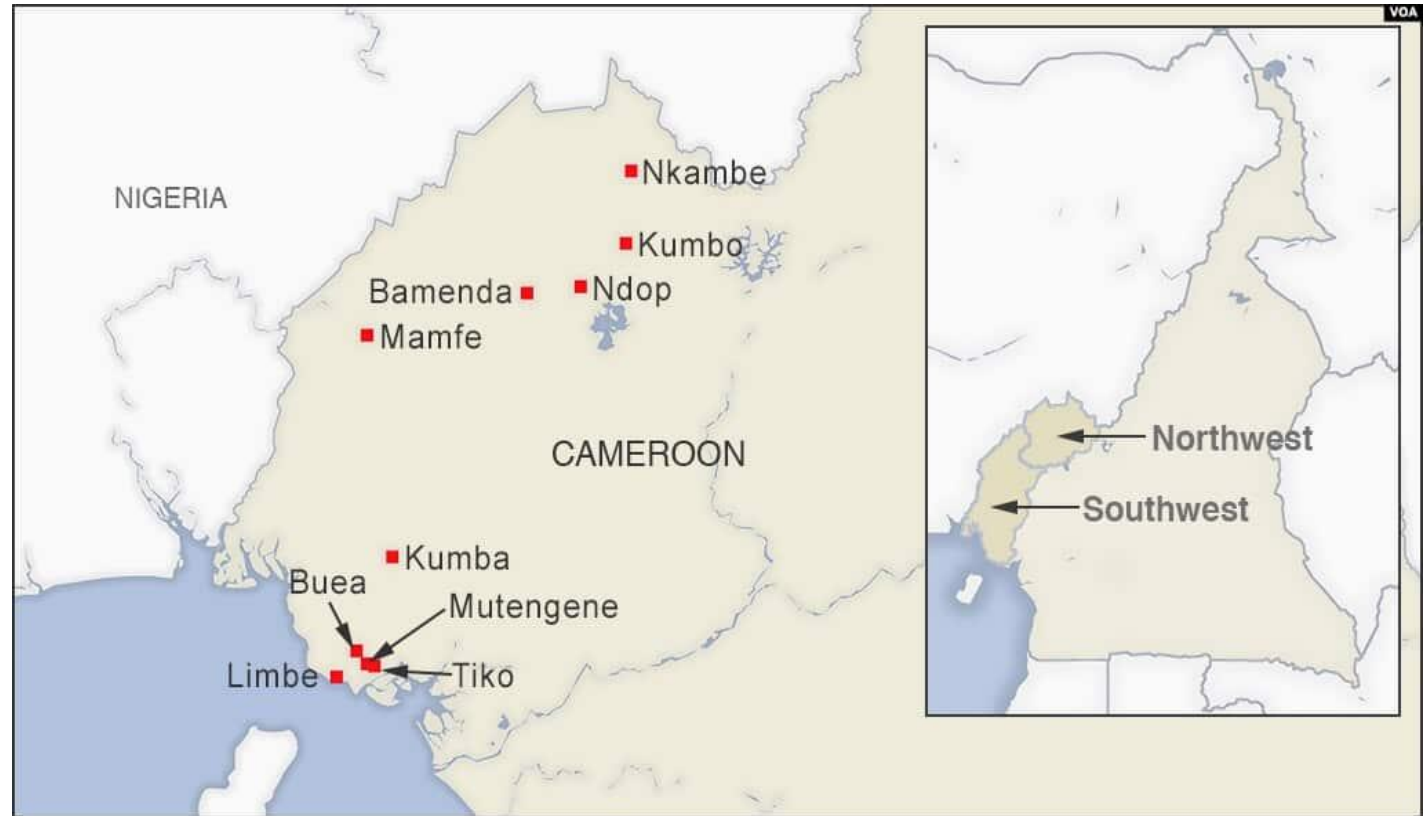 VOA
NIGERIA
Nkambe
Kumbo
Bamenda
Ndop
Mamfe
CAMEROON
Kumba
Buea
Mutengene
Limbe
Tiko
Northwest
Southwest